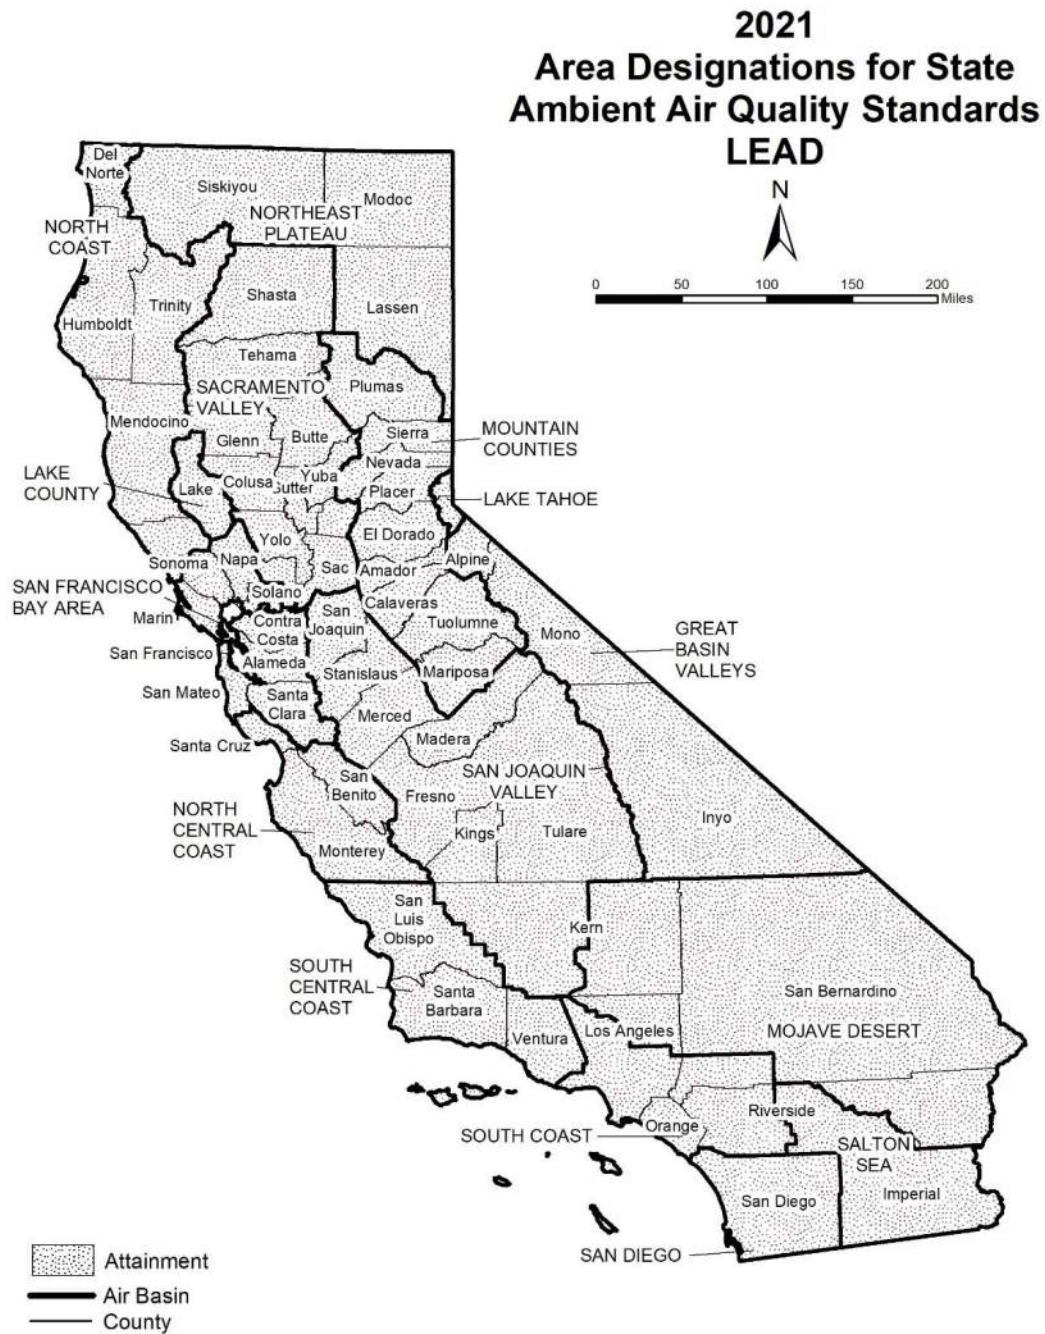 2021
Area Designations for State
Ambient Air Quality Standards
LEAD
N
0 50 100 150 200
Miles
Del
Norte
Siskiyou
Modoc
NORTHEAST
PLATEAU
NORTH
COAST
Trinity
Shasta
Lassen
Humboldt
Tehama
Plumas
SACRAMENTO
VALLEY
Mendocino
Glenn
Butte
Sierra
MOUNTAIN
COUNTIES
Nevada
LAKE
COUNTY
Lake
Colusa
Yuba
Placer
LAKE TAHOE
El Dorado
Yolo
Sonoma
Napa
Sac
Amador
Alpine
SAN FRANCISCO
BAY AREA
Solano
Marin
Contra
Costa
San
Joaquin
Calaveras
Tuolumne
Mono
GREAT
BASIN
VALLEYS
San Francisco
Alameda
Stanislaus
Mariposa
San Mateo
Santa
Clara
Merced
Santa Cruz
Madera
San
Benito
Fresno
SAN JOAQUIN
VALLEY
NORTH
CENTRAL
COAST
Monterey
Kings
Tulare
Inyo
San
Luis
Obispo
Kern
SOUTH
CENTRAL
COAST
Santa
Barbara
Ventura
Los Angeles
San Bernardino
MOJAVE DESERT
Riverside
Orange
SOUTH COAST
SALTON
SEA
San Diego
Imperial
SAN DIEGO
Attainment
Air Basin
County